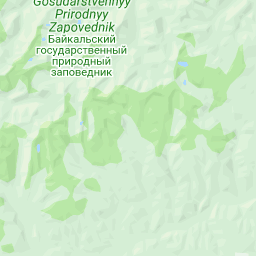 Gosudarstvennyy
Prirodnyy
Zapovednik
Байкальский
государственный
природный
заповедник